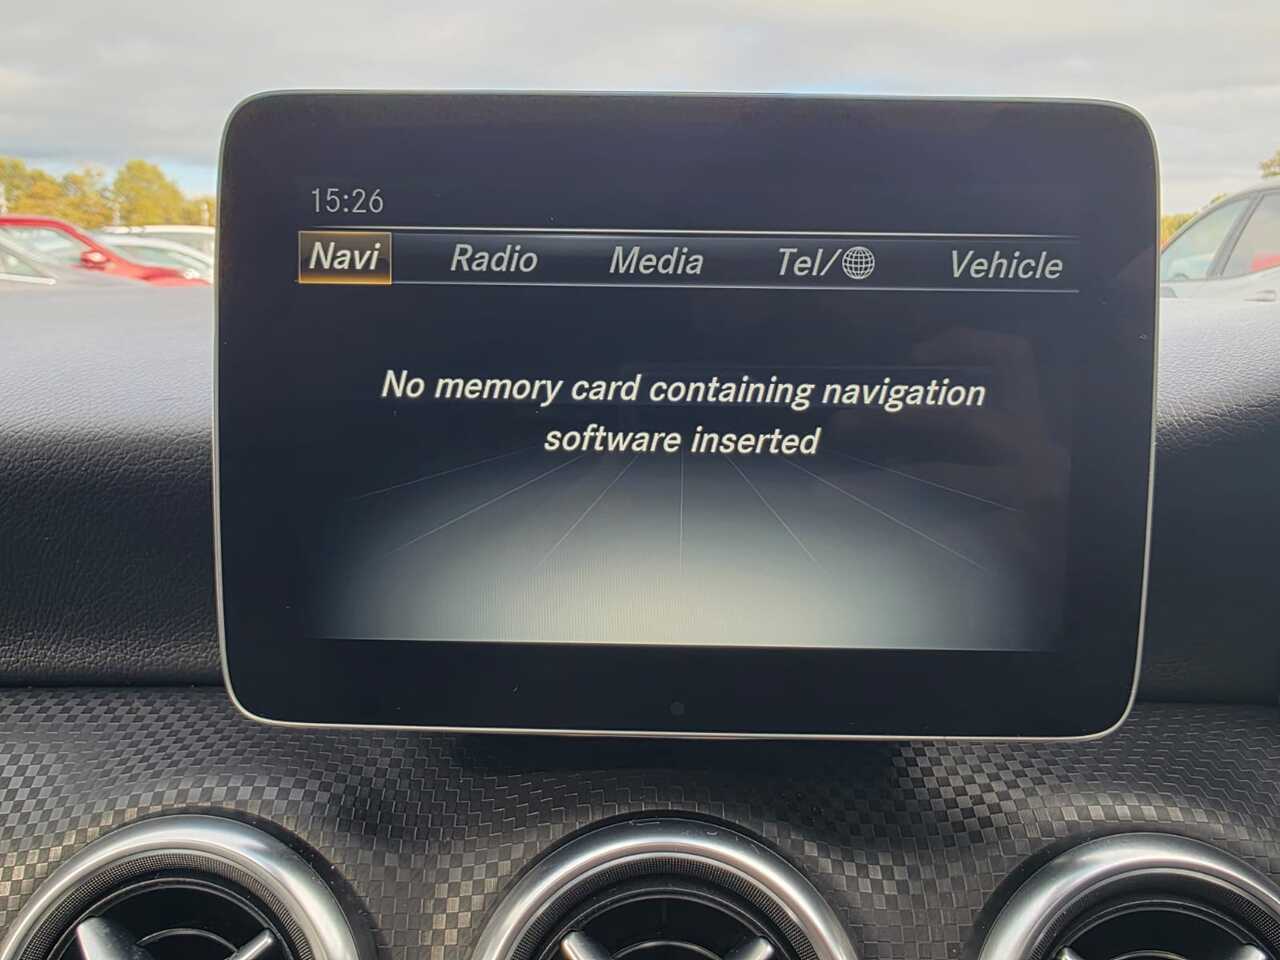 15:26
Navi Radio Media Tel/ Vehicle
No memory card containing navigation
software inserted